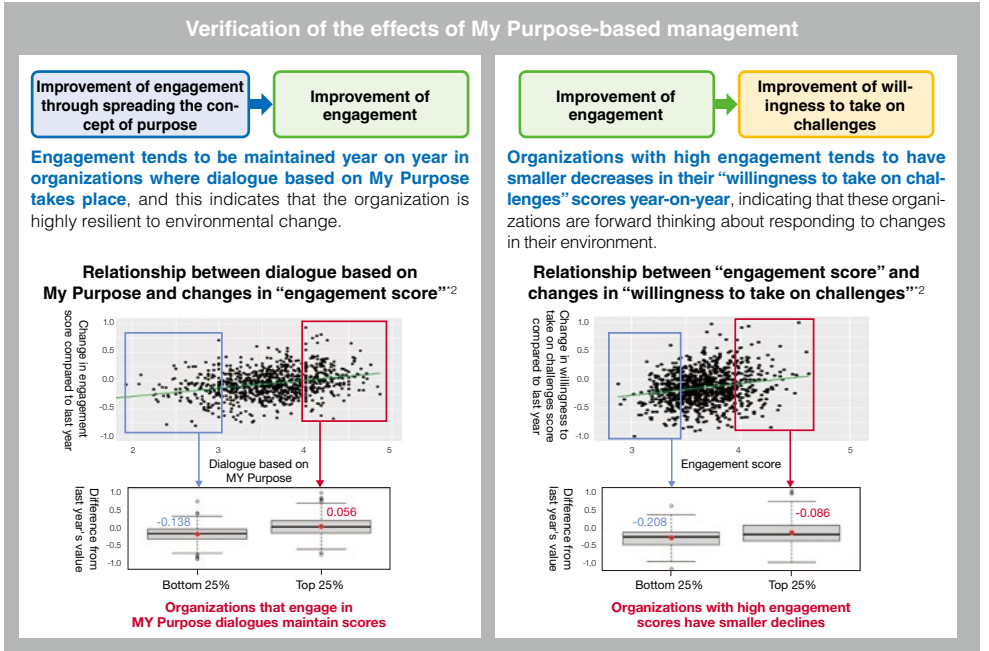 Verification of the effects of My Purpose-based management
Improvement of engagement
through spreading the con-
cept of purpose
Improvement of
engagement
Engagement tends to be maintained year on year in
organizations where dialogue based on My Purpose
takes place, and this indicates that the organization is
highly resilient to environmental change.
Relationship between dialogue based on
My Purpose and changes in “engagement score”*2
Change in engagement
score compared to last year
1.0
0.5
0.0
-0.5
-1.0
2
3
4
5
Dialogue based on
MY Purpose
Difference from
last year's value
1.0
0.5
0.0
-0.5
-1.0
-0.138
0.056
Bottom 25%
Top 25%
Organizations that engage in
MY Purpose dialogues maintain scores
Improvement of
engagement
Improvement of will-
ingness to take on
challenges
Organizations with high engagement tends to have
smaller decreases in their “willingness to take on chal-
lenges” scores year-on-year, indicating that these organi-
zations are forward thinking about responding to changes
in their environment.
Relationship between “engagement score” and
changes in “willingness to take on challenges”*2
Change in willingness to
take on challenges score
compared to last year
1.0
0.5
0.0
-0.5
-1.0
3
4
5
Engagement score
Difference from
last year's value
1.0
0.5
0.0
-0.5
-1.0
-0.208
-0.086
Bottom 25%
Top 25%
Organizations with high engagement
scores have smaller declines